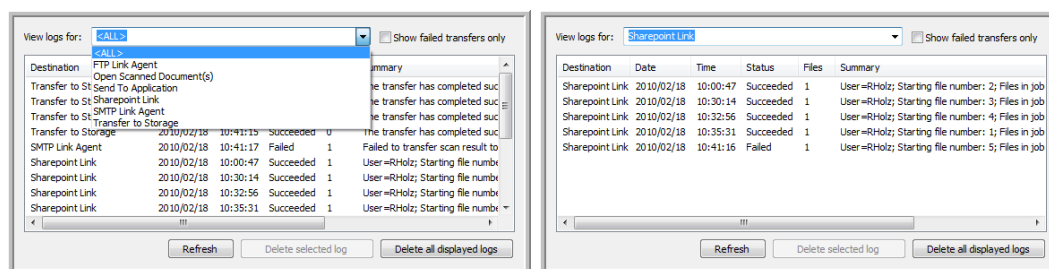 View logs for: <ALL> Show failed transfers only
<ALL>
FTP Link Agent
Open Scanned Document(s)
Send To Application
Sharepoint Link
SMTP Link Agent
Transfer to Storage
Destination
Transfer to St he transfer has completed suc
Transfer to St he transfer has completed suc
Transfer to St he transfer has completed suc
Transfer to Storage 2010/02/18 10:41:15 Succeeded 0 The transfer has completed suc
SMTP Link Agent 2010/02/18 10:41:17 Failed 1 Failed to transfer scan result to
Sharepoint Link 2010/02/18 10:00:47 Succeeded 1 User=RHolz; Starting file numbe
Sharepoint Link 2010/02/18 10:30:14 Succeeded 1 User=RHolz; Starting file numbe
Sharepoint Link 2010/02/18 10:32:56 Succeeded 1 User=RHolz; Starting file numbe
Sharepoint Link 2010/02/18 10:35:31 Succeeded 1 User=RHolz; Starting file numbe
Refresh Delete selected log Delete all displayed logs
View logs for: Sharepoint Link Show failed transfers only
Destination Date Time Status Files Summary
Sharepoint Link 2010/02/18 10:00:47 Succeeded 1 User=RHolz; Starting file number: 2; Files in job
Sharepoint Link 2010/02/18 10:30:14 Succeeded 1 User=RHolz; Starting file number: 3; Files in job
Sharepoint Link 2010/02/18 10:32:56 Succeeded 1 User=RHolz; Starting file number: 4; Files in job
Sharepoint Link 2010/02/18 10:35:31 Succeeded 1 User=RHolz; Starting file number: 1; Files in job
Sharepoint Link 2010/02/18 10:41:16 Failed 1 User=RHolz; Starting file number: 5; Files in job
Refresh Delete selected log Delete all displayed logs